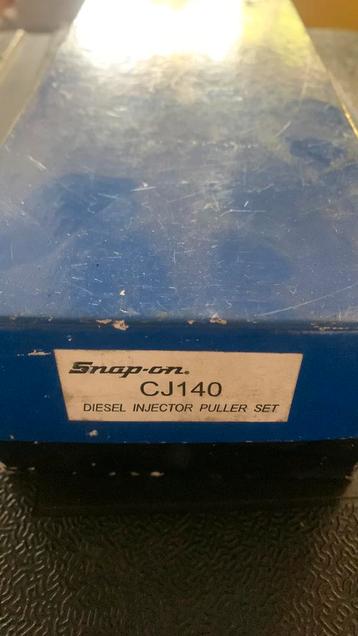 Snap-on®
CJ140
DIESEL INJECTOR PULLER SET